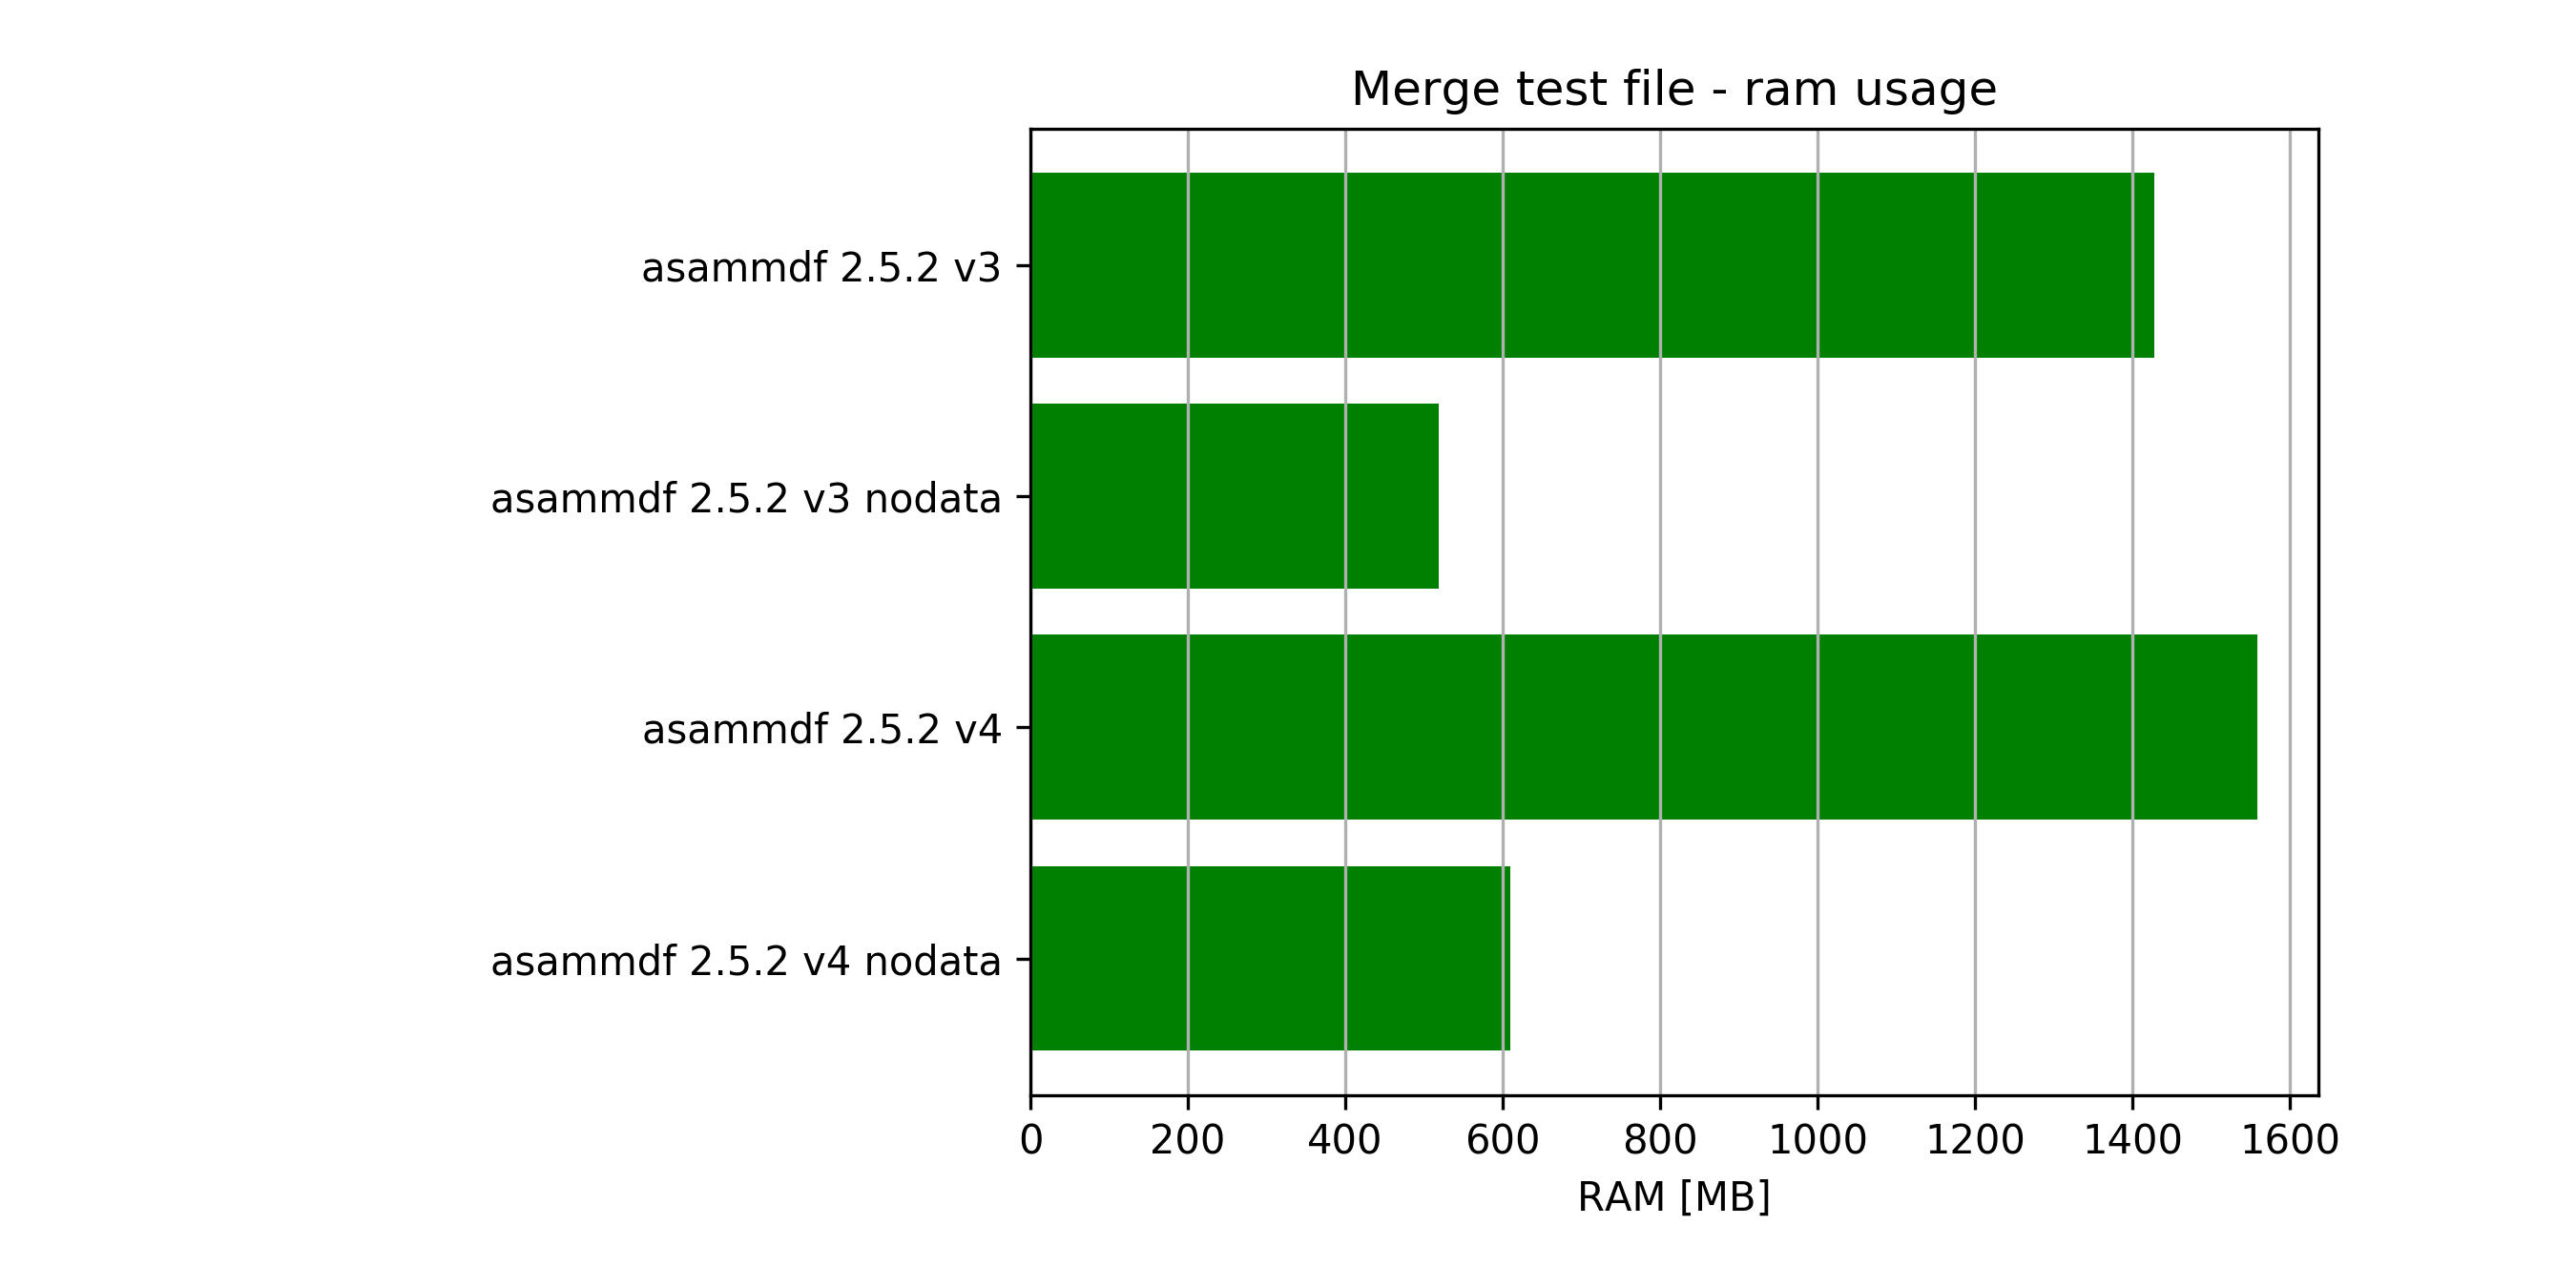 Merge test file - ram usage
asammdf 2.5.2 v3
asammdf 2.5.2 v3 nodata
asammdf 2.5.2 v4
asammdf 2.5.2 v4 nodata
0 200 400 600 800 1000 1200 1400 1600
RAM [MB]